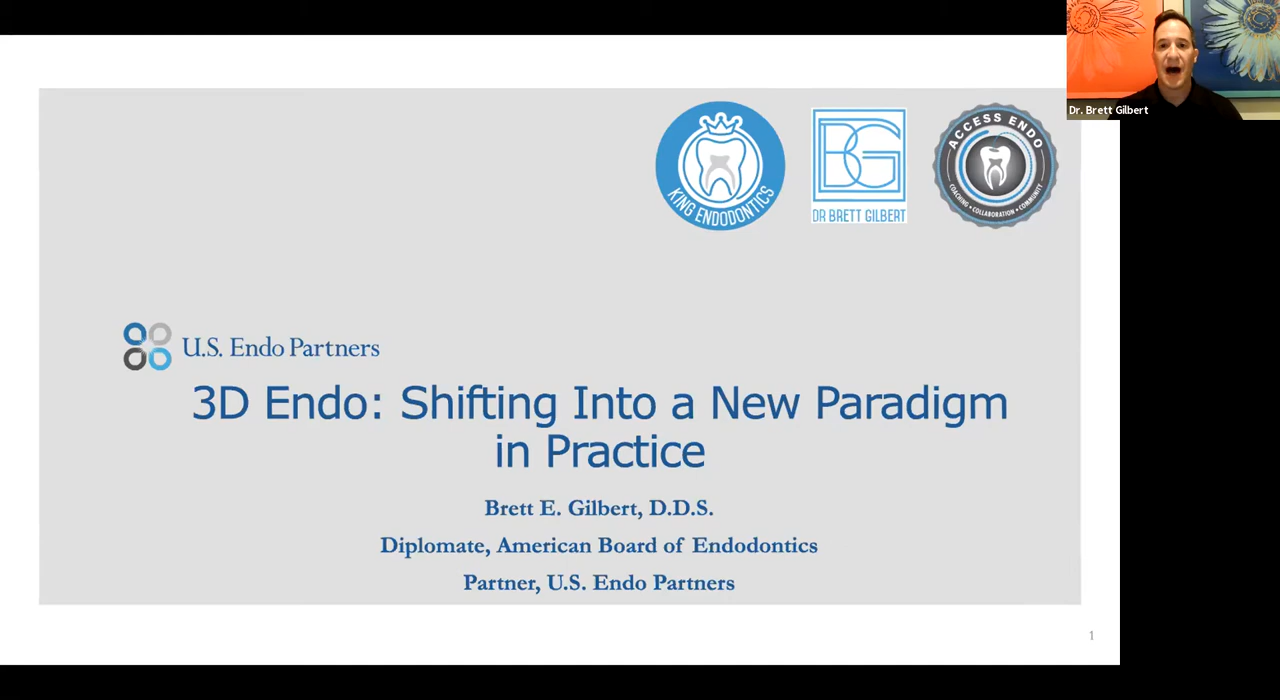 Dr. Brett Gilbert
KING ENDODONTICS
BG
DR BRETT GILBERT
ACCESS ENDO
COACHING • COLLABORATION • COMMUNITY
U.S. Endo Partners
3D Endo: Shifting Into a New Paradigm
in Practice
Brett E. Gilbert, D.D.S.
Diplomate, American Board of Endodontics
Partner, U.S. Endo Partners
1